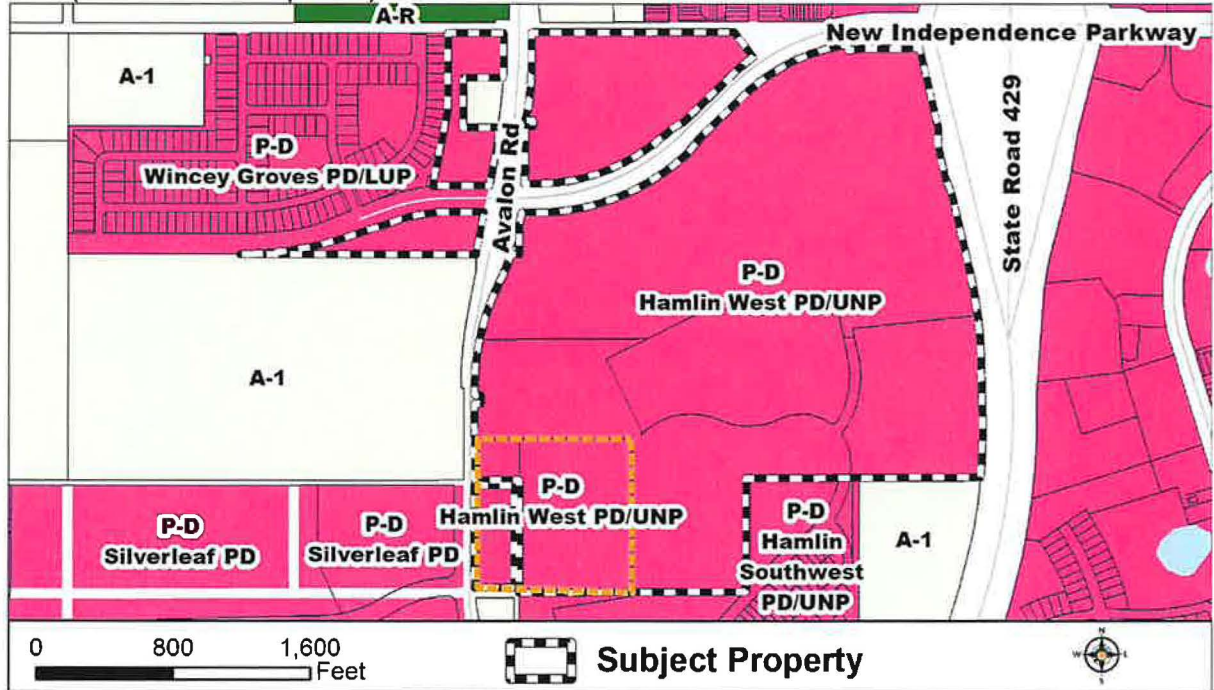 A-R
New Independence Parkway
A-1
P-D
Wincey Groves PD/LUP
Avalon Rd
State Road 429
P-D
Hamlin West PD/UNP
A-1
P-D
Hamlin West PD/UNP
P-D
Silverleaf PD
P-D
Silverleaf PD
P-D
Hamlin
Southwest
PD/UNP
A-1
0 800 1,600
Feet
Subject Property
N
W E
S